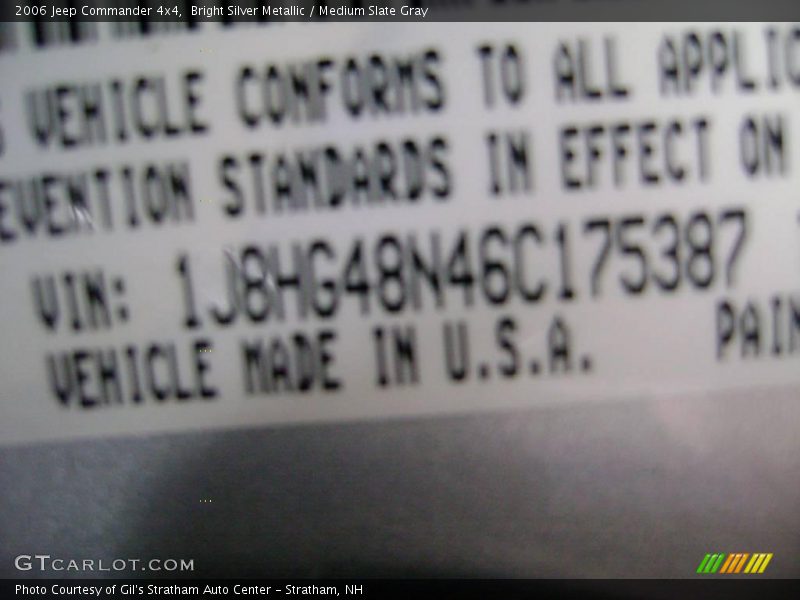 2006 Jeep Commander 4x4, Bright Silver Metallic / Medium Slate Gray
VEHICLE CONFORMS TO ALL APPLIC
EVENTION STANDARDS IN EFFECT ON
VIN: 1J8HG48N46C175387
VEHICLE MADE IN U.S.A. PAIN
GTCARLOT.COM
Photo Courtesy of Gil's Stratham Auto Center - Stratham, NH